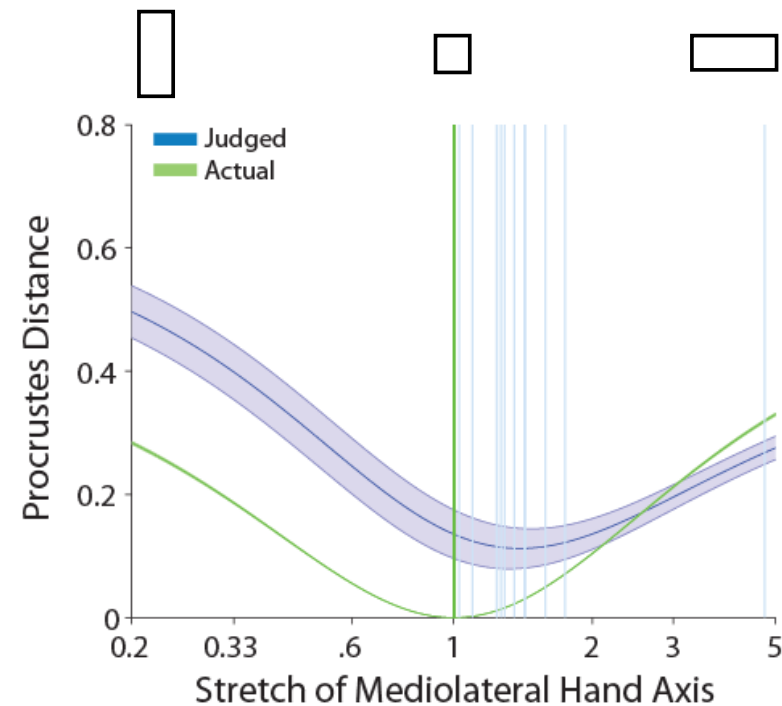 0.8
Judged
Actual
0.6
0.4
0.2
0
Procrustes Distance
0.2 0.33 .6 1 2 3 5
Stretch of Mediolateral Hand Axis